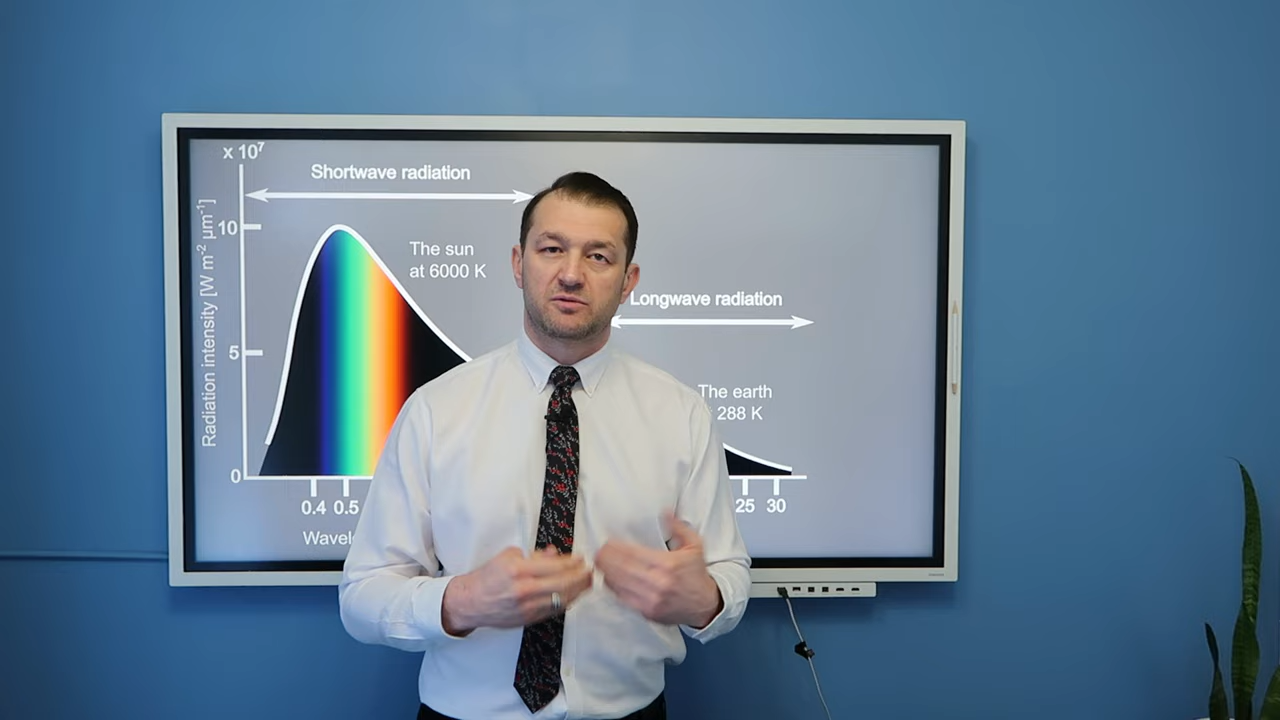 x 10⁷
Shortwave radiation
10
The sun
at 6000 K
Radiation intensity [W m⁻² μm⁻¹]
Longwave radiation
5
The earth
288 K
0
0.4 0.5
25 30